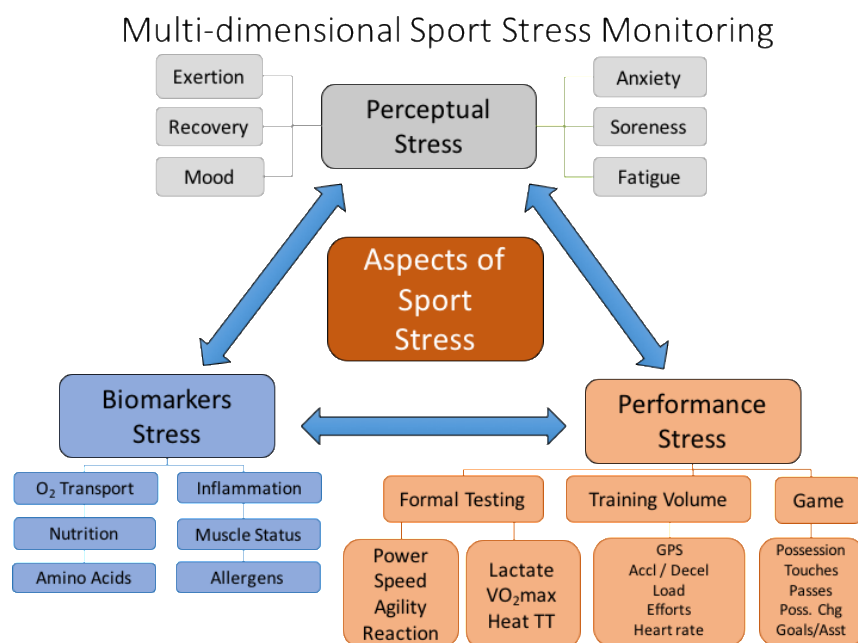 Multi-dimensional Sport Stress Monitoring
Exertion
Recovery
Mood
Perceptual
Stress
Anxiety
Soreness
Fatigue
Aspects of
Sport
Stress
Biomarkers
Stress
O₂ Transport
Nutrition
Amino Acids
Inflammation
Muscle Status
Allergens
Performance
Stress
Formal Testing
Power
Speed
Agility
Reaction
Lactate
VO₂max
Heat TT
Training Volume
GPS
Accl / Decel
Load
Efforts
Heart rate
Game
Possession
Touches
Passes
Poss. Chg
Goals/Asst